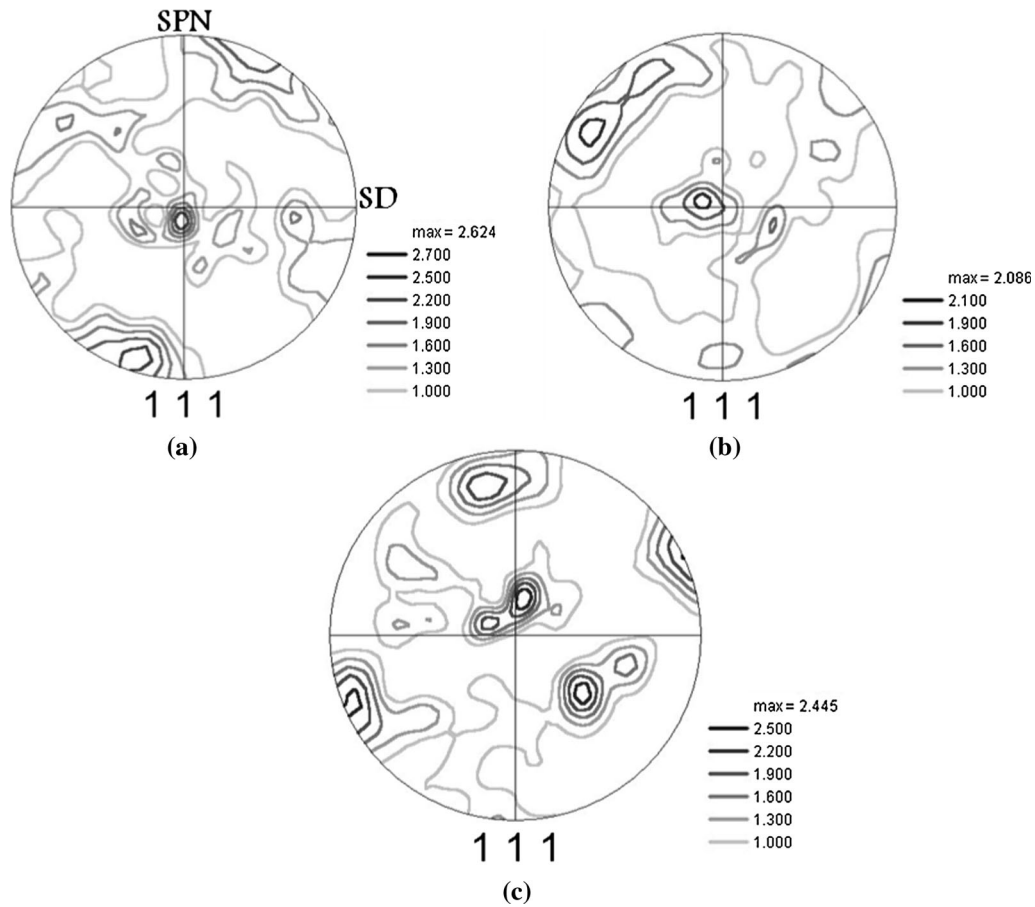 SPN
SD
max = 2.624
2.700
2.500
2.200
1.900
1.600
1.300
1.000
1 1 1
(a)
max = 2.086
2.100
1.900
1.600
1.300
1.000
1 1 1
(b)
max = 2.445
2.500
2.200
1.900
1.600
1.300
1.000
1 1 1
(c)